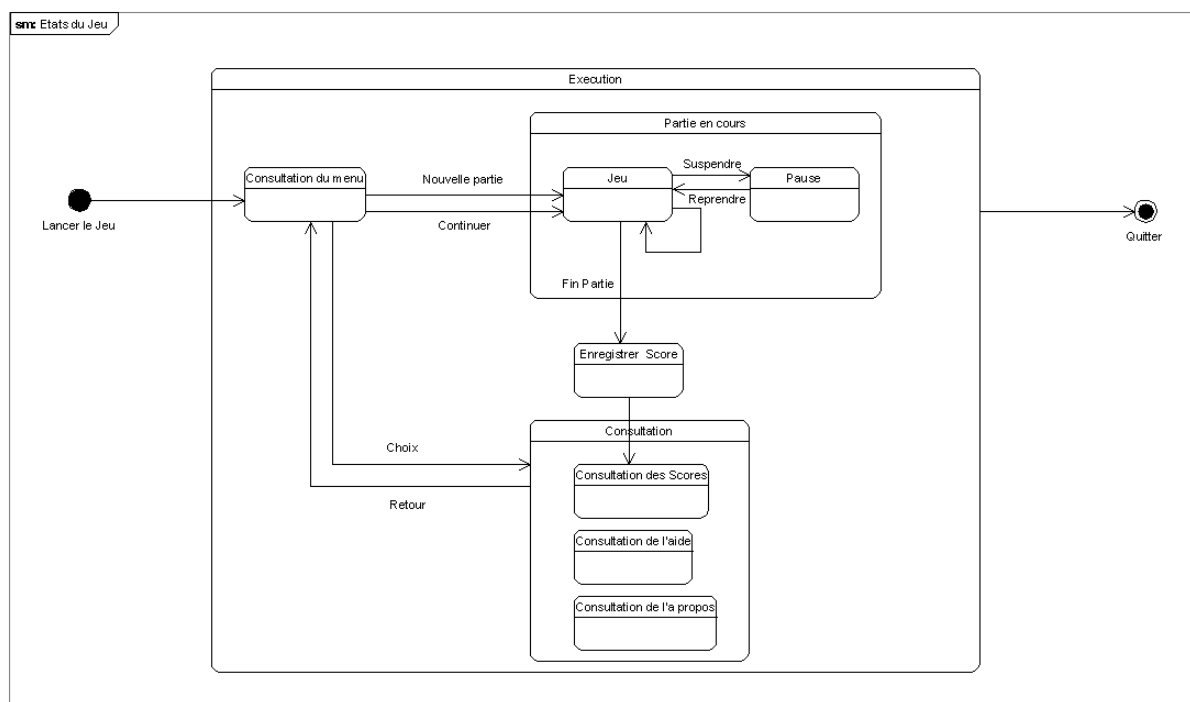 sm: Etats du Jeu
Execution
Partie en cours
Consultation du menu
Nouvelle partie
Jeu
Suspendre
Pause
Reprendre
Continuer
Lancer le Jeu
Quitter
Fin Partie
Enregistrer Score
Consultation
Choix
Consultation des Scores
Retour
Consultation de l'aide
Consultation de l'a propos